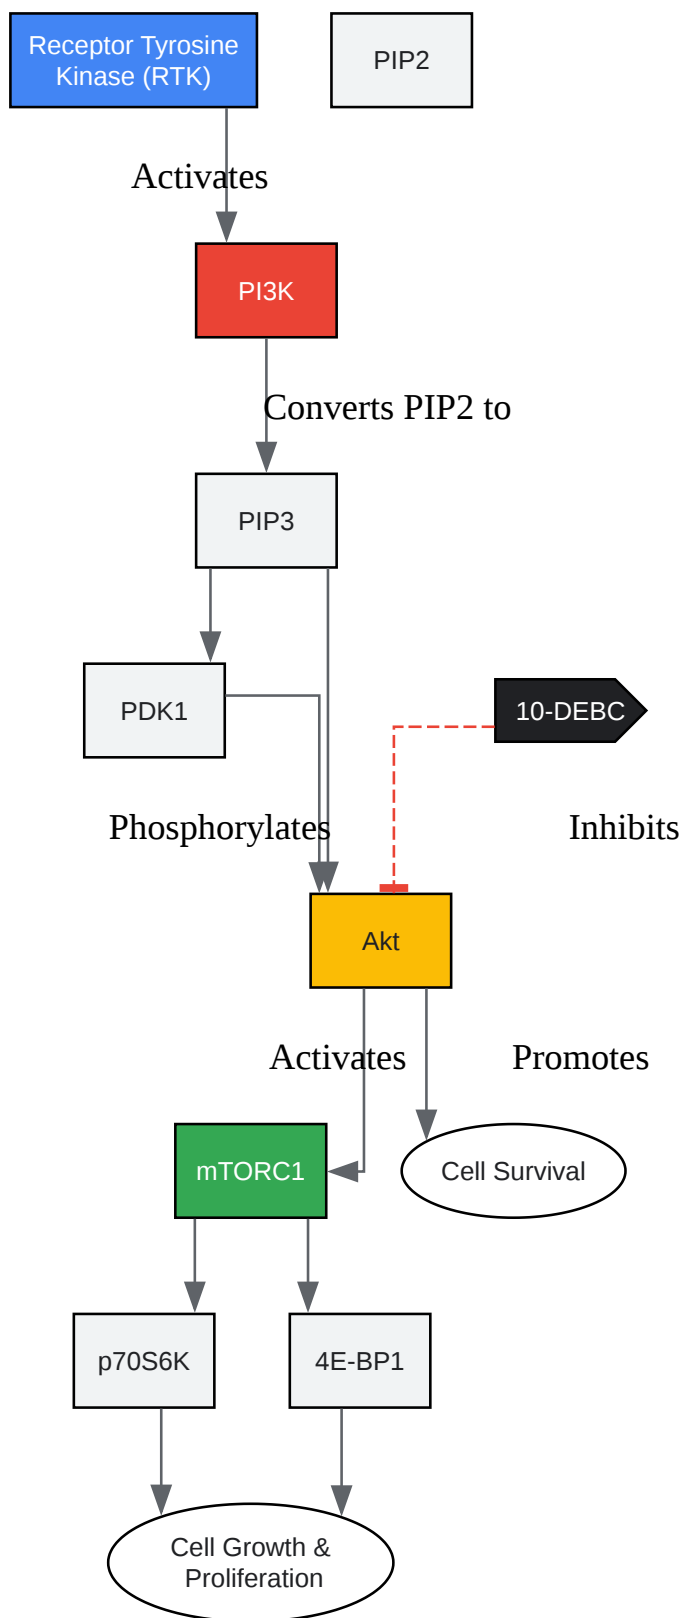 Receptor Tyrosine
Kinase (RTK)
PIP2
Activates
PI3K
Converts PIP2 to
PIP3
PDK1
10-DEBC
Phosphorylates
Inhibits
Akt
Activates
Promotes
mTORC1
Cell Survival
p70S6K
4E-BP1
Cell Growth &
Proliferation